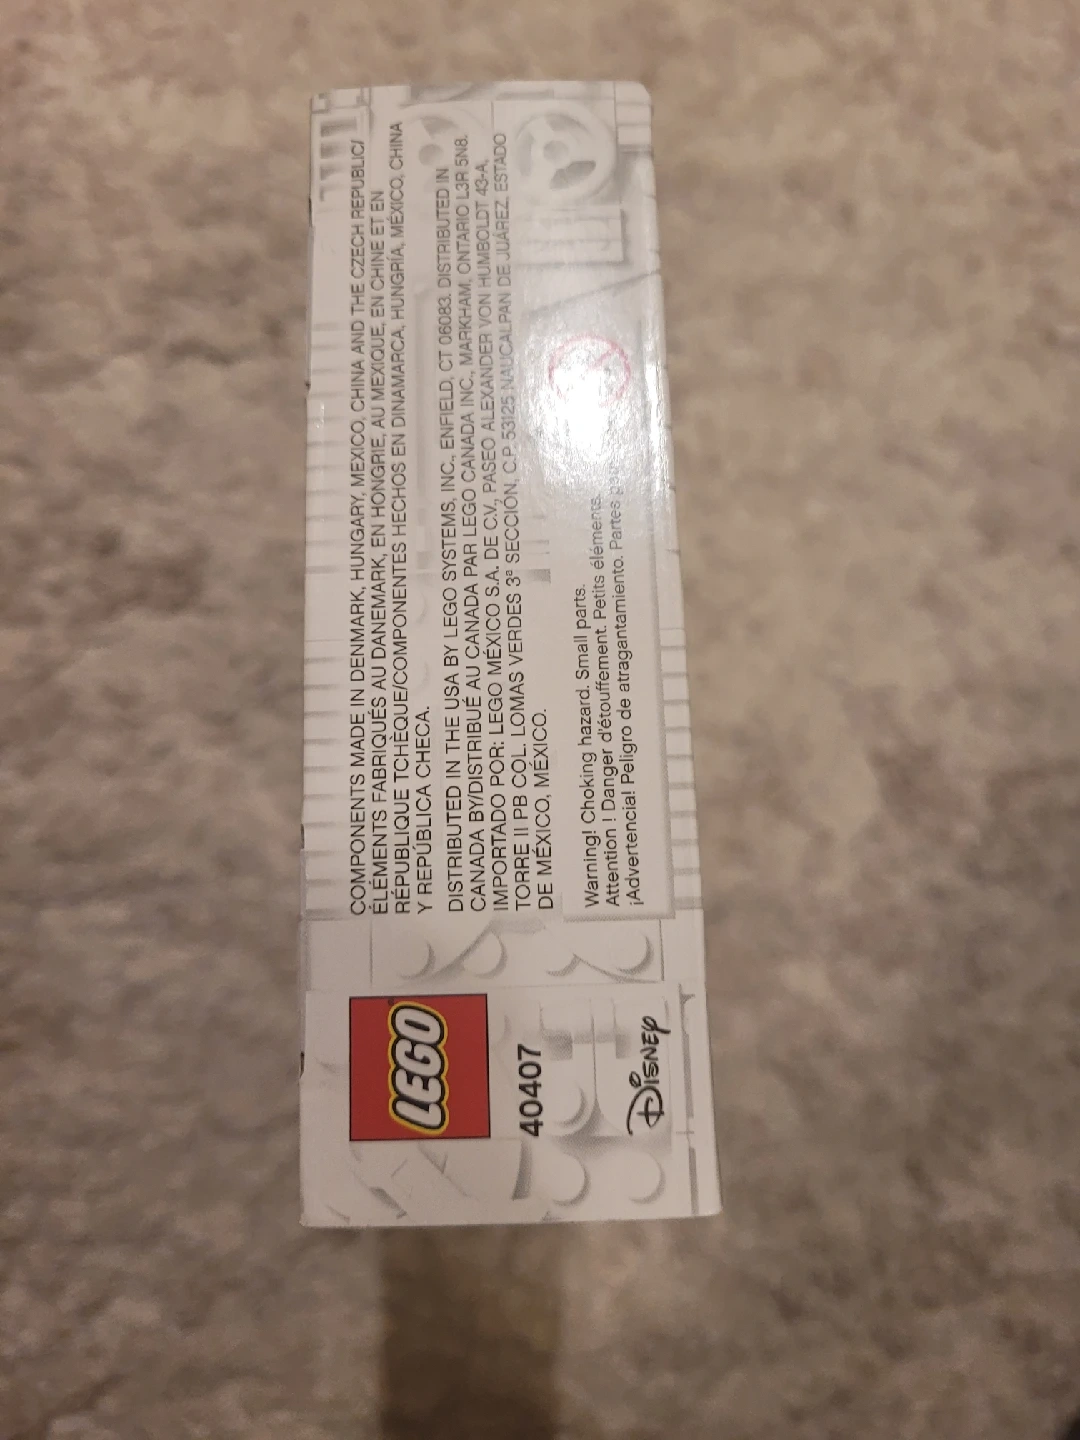 LEGO
40407
Disney
COMPONENTS MADE IN DENMARK, HUNGARY, MEXICO, CHINA AND THE CZECH REPUBLIC/
ÉLÉMENTS FABRIQUÉS AU DANEMARK, EN HONGRIE, AU MEXIQUE, EN CHINE ET EN
RÉPUBLIQUE TCHÈQUE/COMPONENTES HECHOS EN DINAMARCA, HUNGRÍA, MÉXICO, CHINA
Y REPÚBLICA CHECA.
DISTRIBUTED IN THE USA BY LEGO SYSTEMS, INC., ENFIELD, CT 06083. DISTRIBUTED IN
CANADA BY/DISTRIBUÉ AU CANADA PAR LEGO CANADA INC., MARKHAM, ONTARIO L3R 5N8.
IMPORTADO POR: LEGO MÉXICO S.A. DE C.V., PASEO ALEXANDER VON HUMBOLDT 43-A,
TORRE II PB COL. LOMAS VERDES 3ª SECCIÓN, C.P. 53125 NAUCALPAN DE JUÁREZ, ESTADO
DE MÉXICO, MÉXICO.
Warning! Choking hazard. Small parts.
Attention ! Danger d'étouffement. Petits éléments.
¡Advertencia! Peligro de atragantamiento. Partes